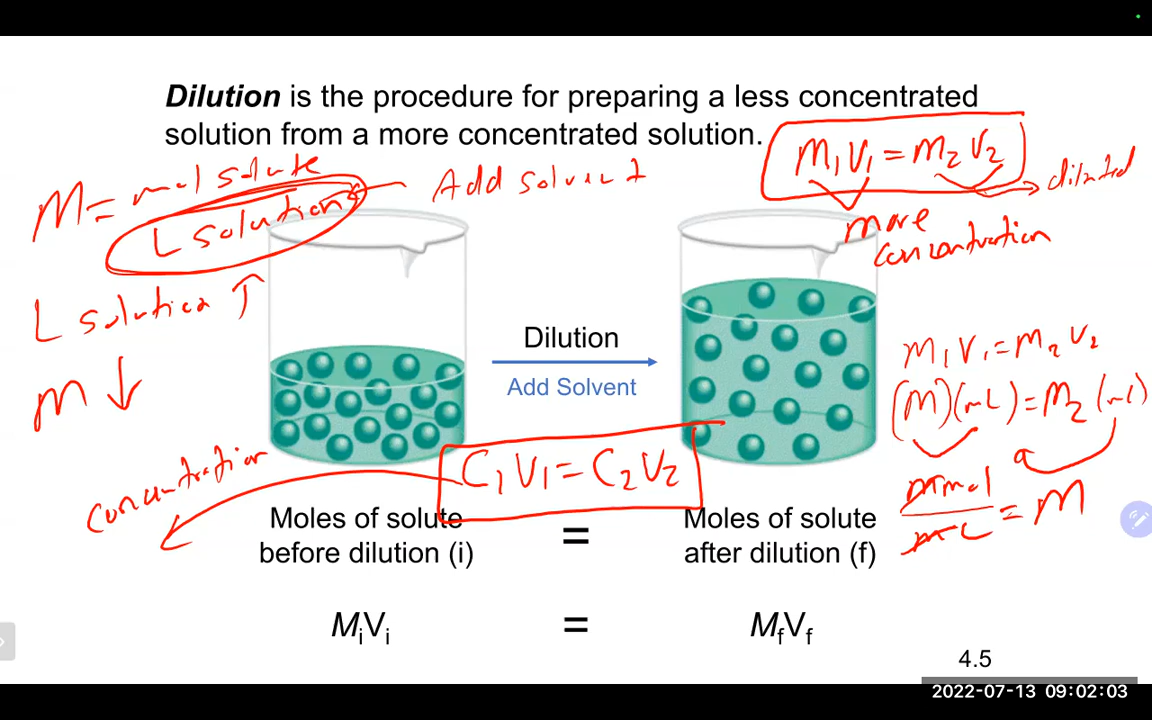 Dilution is the procedure for preparing a less concentrated
solution from a more concentrated solution.
M₁V₁ = M₂V₂
diluted
more
concentration
M = mol solute
L solution
Add solvent
L solution ↑
M ↓
Dilution
Add Solvent
M₁V₁ = M₂V₂
(M)(mL) = M₂(mL)
mmol
mL
= M
concentration
C₁V₁ = C₂V₂
Moles of solute
before dilution (i)
=
Moles of solute
after dilution (f)
MᵢVᵢ
=
M_fV_f
4.5
2022-07-13 09:02:03